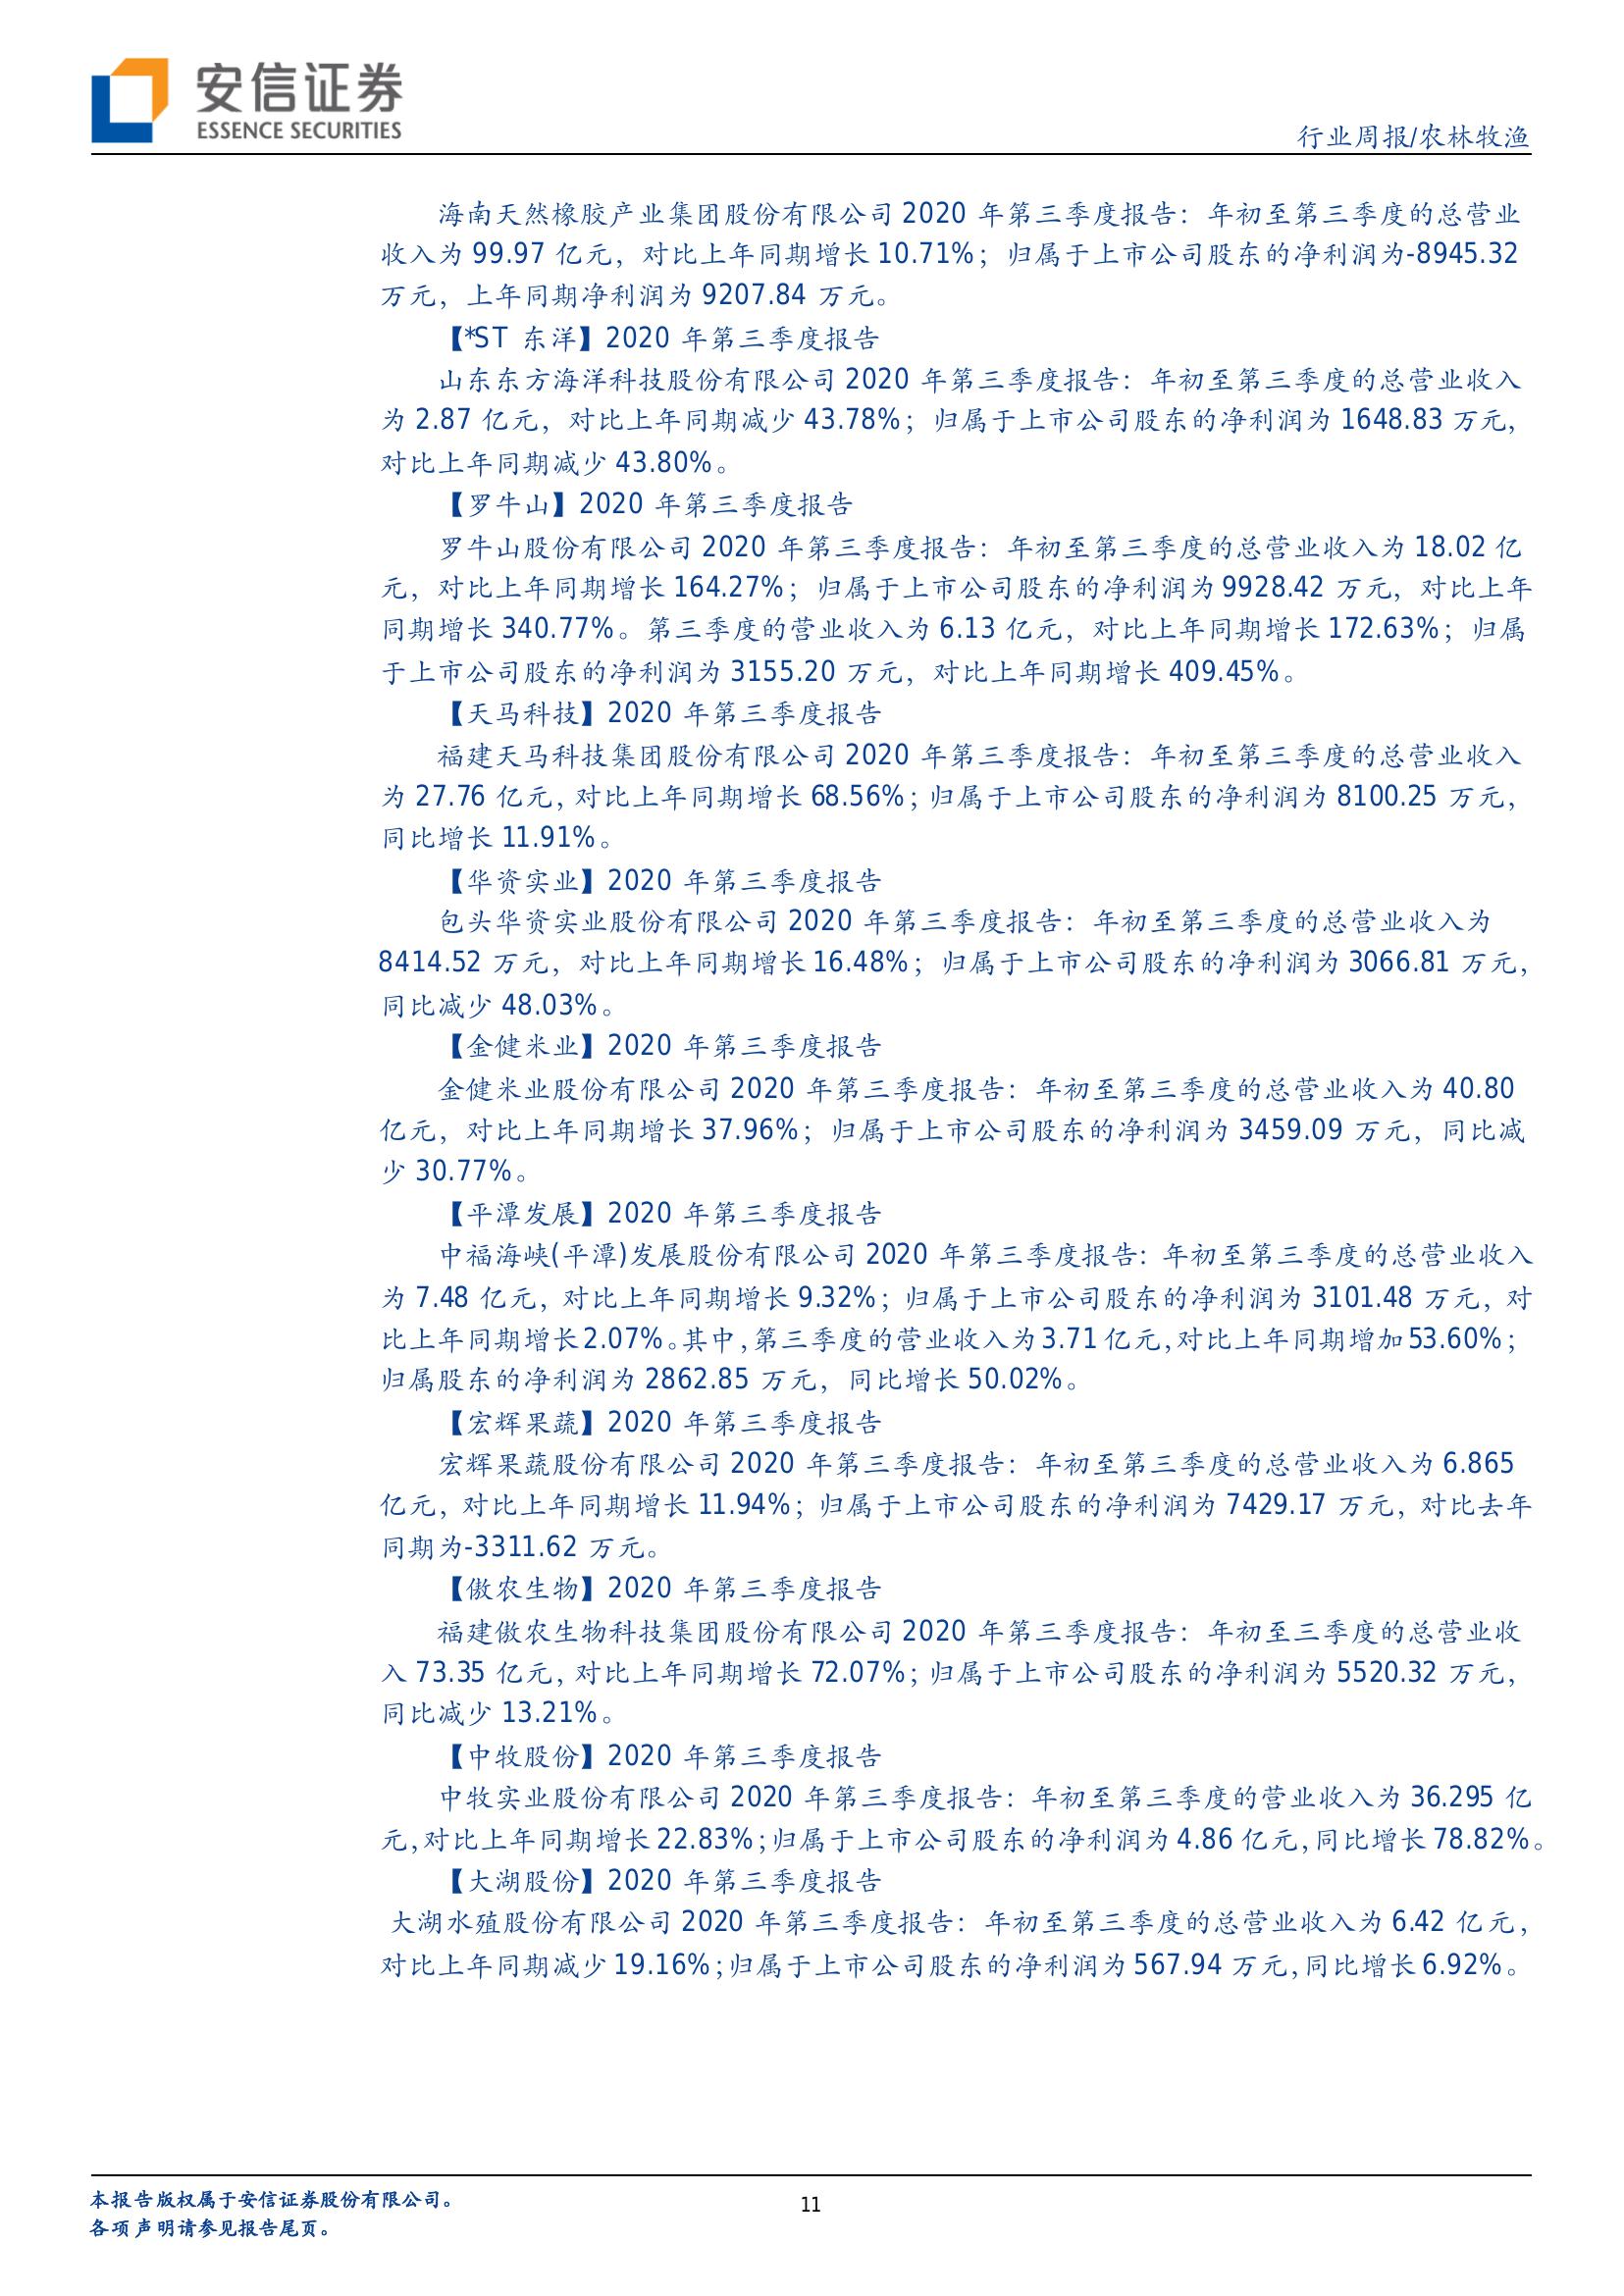 安信证券
ESSENCE SECURITIES
行业周报/农林牧渔
海南天然橡胶产业集团股份有限公司 2020 年第三季度报告：年初至第三季度的总营业
收入为 99.97 亿元，对比上年同期增长 10.71%；归属于上市公司股东的净利润为-8945.32
万元，上年同期净利润为 9207.84 万元。
【*ST 东洋】2020 年第三季度报告
山东东方海洋科技股份有限公司 2020 年第三季度报告：年初至第三季度的总营业收入
为 2.87 亿元，对比上年同期减少 43.78%；归属于上市公司股东的净利润为 1648.83 万元，
对比上年同期减少 43.80%。
【罗牛山】2020 年第三季度报告
罗牛山股份有限公司 2020 年第三季度报告：年初至第三季度的总营业收入为 18.02 亿
元，对比上年同期增长 164.27%；归属于上市公司股东的净利润为 9928.42 万元，对比上年
同期增长 340.77%。第三季度的营业收入为 6.13 亿元，对比上年同期增长 172.63%；归属
于上市公司股东的净利润为 3155.20 万元，对比上年同期增长 409.45%。
【天马科技】2020 年第三季度报告
福建天马科技集团股份有限公司 2020 年第三季度报告：年初至第三季度的总营业收入
为 27.76 亿元，对比上年同期增长 68.56%；归属于上市公司股东的净利润为 8100.25 万元，
同比增长 11.91%。
【华资实业】2020 年第三季度报告
包头华资实业股份有限公司 2020 年第三季度报告：年初至第三季度的总营业收入为
8414.52 万元，对比上年同期增长 16.48%；归属于上市公司股东的净利润为 3066.81 万元，
同比减少 48.03%。
【金健米业】2020 年第三季度报告
金健米业股份有限公司 2020 年第三季度报告：年初至第三季度的总营业收入为 40.80
亿元，对比上年同期增长 37.96%；归属于上市公司股东的净利润为 3459.09 万元，同比减
少 30.77%。
【平潭发展】2020 年第三季度报告
中福海峡(平潭)发展股份有限公司 2020 年第三季度报告：年初至第三季度的总营业收入
为 7.48 亿元，对比上年同期增长 9.32%；归属于上市公司股东的净利润为 3101.48 万元，对
比上年同期增长 2.07%。其中，第三季度的营业收入为 3.71 亿元，对比上年同期增加 53.60%；
归属股东的净利润为 2862.85 万元，同比增长 50.02%。
【宏辉果蔬】2020 年第三季度报告
宏辉果蔬股份有限公司 2020 年第三季度报告：年初至第三季度的总营业收入为 6.865
亿元，对比上年同期增长 11.94%；归属于上市公司股东的净利润为 7429.17 万元，对比去年
同期为-3311.62 万元。
【傲农生物】2020 年第三季度报告
福建傲农生物科技集团股份有限公司 2020 年第三季度报告：年初至三季度的总营业收
入 73.35 亿元，对比上年同期增长 72.07%；归属于上市公司股东的净利润为 5520.32 万元，
同比减少 13.21%。
【中牧股份】2020 年第三季度报告
中牧实业股份有限公司 2020 年第三季度报告：年初至第三季度的营业收入为 36.295 亿
元，对比上年同期增长 22.83%；归属于上市公司股东的净利润为 4.86 亿元，同比增长 78.82%。
【大湖股份】2020 年第三季度报告
大湖水殖股份有限公司 2020 年第三季度报告：年初至第三季度的总营业收入为 6.42 亿元，
对比上年同期减少 19.16%；归属于上市公司股东的净利润为 567.94 万元，同比增长 6.92%。
本报告版权属于安信证券股份有限公司。
各项声明请参见报告尾页。
11